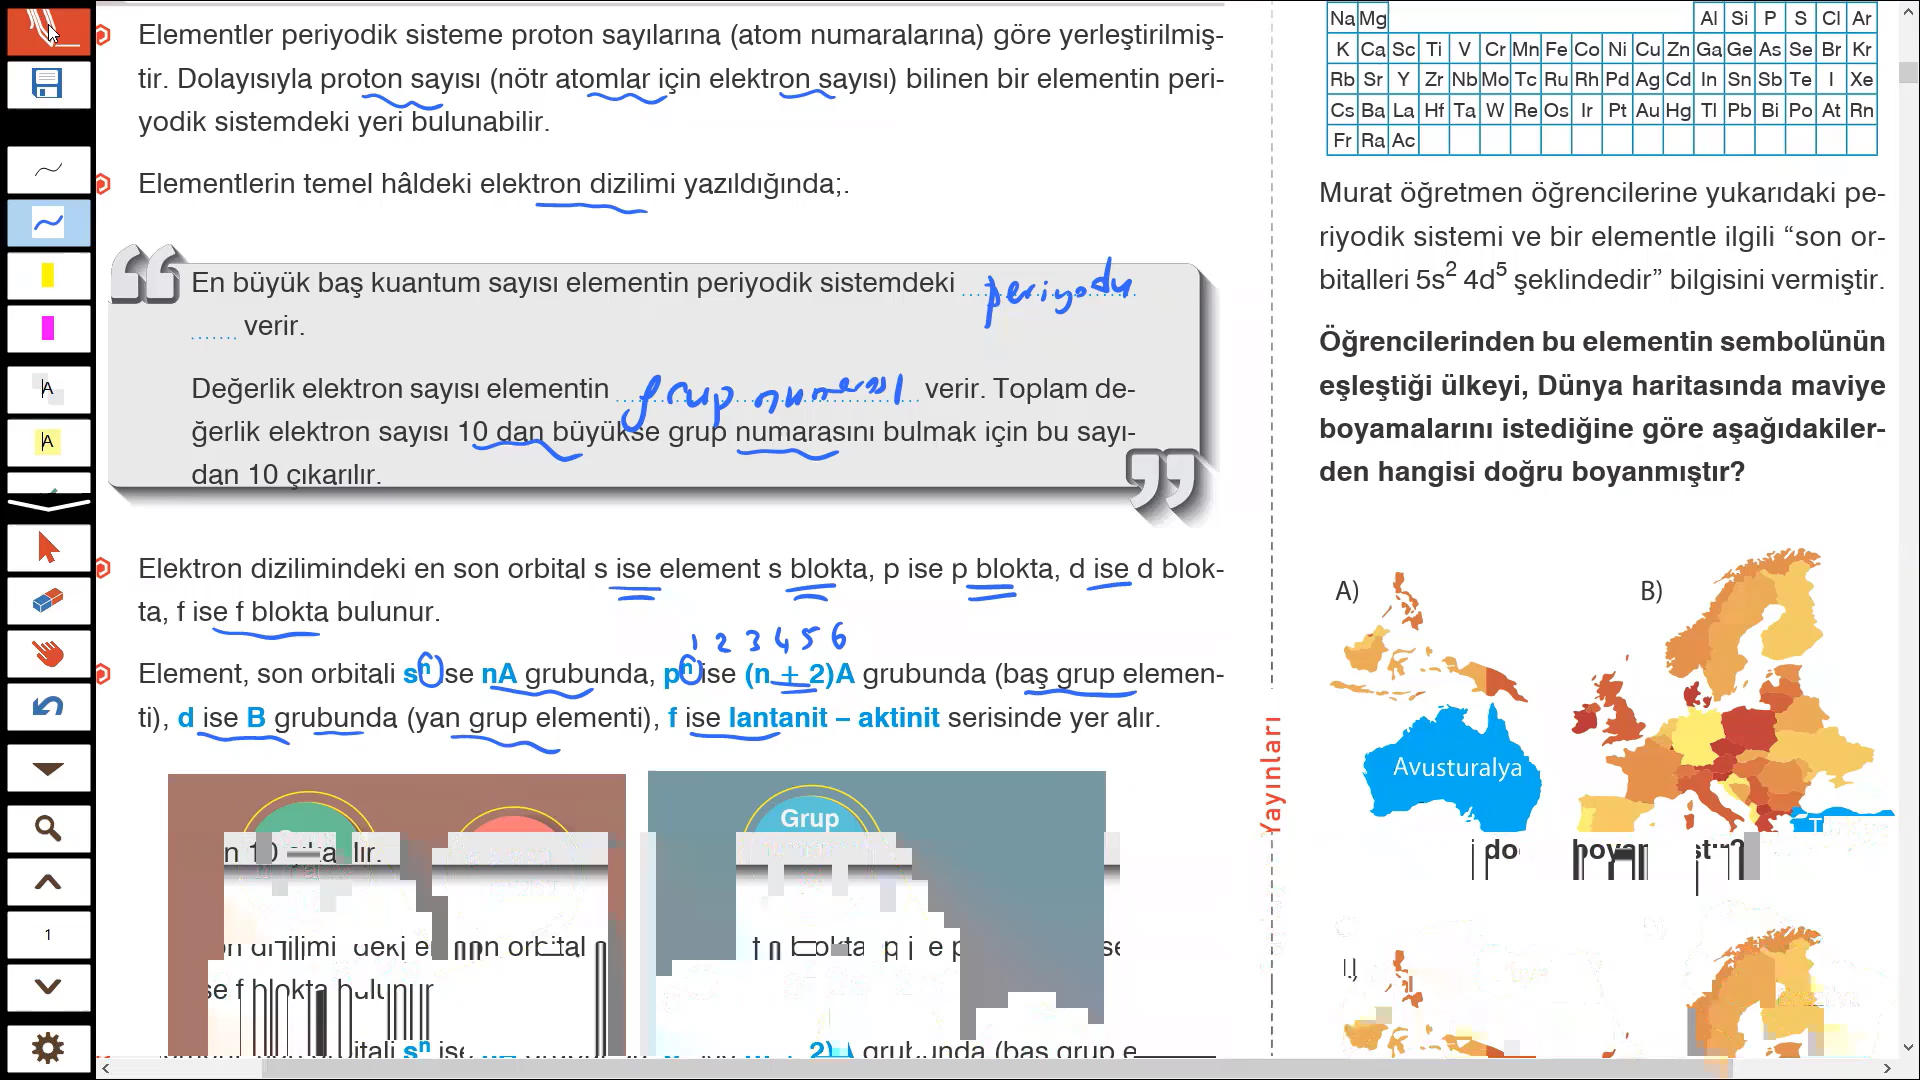 Elementler periyodik sisteme proton sayılarına (atom numaralarına) göre yerleştirilmiş-
tir. Dolayısıyla proton sayısı (nötr atomlar için elektron sayısı) bilinen bir elementin peri-
yodik sistemdeki yeri bulunabilir.
Elementlerin temel hâldeki elektron dizilimi yazıldığında;.
En büyük baş kuantum sayısı elementin periyodik sistemdeki periyodu
verir.
Değerlik elektron sayısı elementin grup numarası verir. Toplam de-
ğerlik elektron sayısı 10 dan büyükse grup numarasını bulmak için bu sayı-
dan 10 çıkarılır.
Elektron dizilimindeki en son orbital s ise element s blokta, p ise p blokta, d ise d blok-
ta, f ise f blokta bulunur.
1 2 3 4 5 6
Element, son orbitali sⁿ ise nA grubunda, pⁿ ise (n + 2)A grubunda (baş grup elemen-
ti), d ise B grubunda (yan grup elementi), f ise lantanit – aktinit serisinde yer alır.
Grup
Na Mg Al Si P S Cl Ar
K Ca Sc Ti V Cr Mn Fe Co Ni Cu Zn Ga Ge As Se Br Kr
Rb Sr Y Zr Nb Mo Tc Ru Rh Pd Ag Cd In Sn Sb Te I Xe
Cs Ba La Hf Ta W Re Os Ir Pt Au Hg Tl Pb Bi Po At Rn
Fr Ra Ac
Murat öğretmen öğrencilerine yukarıdaki pe-
riyodik sistemi ve bir elementle ilgili “son or-
bitalleri 5s² 4d⁵ şeklindedir” bilgisini vermiştir.
Öğrencilerinden bu elementin sembolünün
eşleştiği ülkeyi, Dünya haritasında maviye
boyamalarını istediğine göre aşağıdakiler-
den hangisi doğru boyanmıştır?
A)
B)
Avusturalya
Yayınları
A
A
1